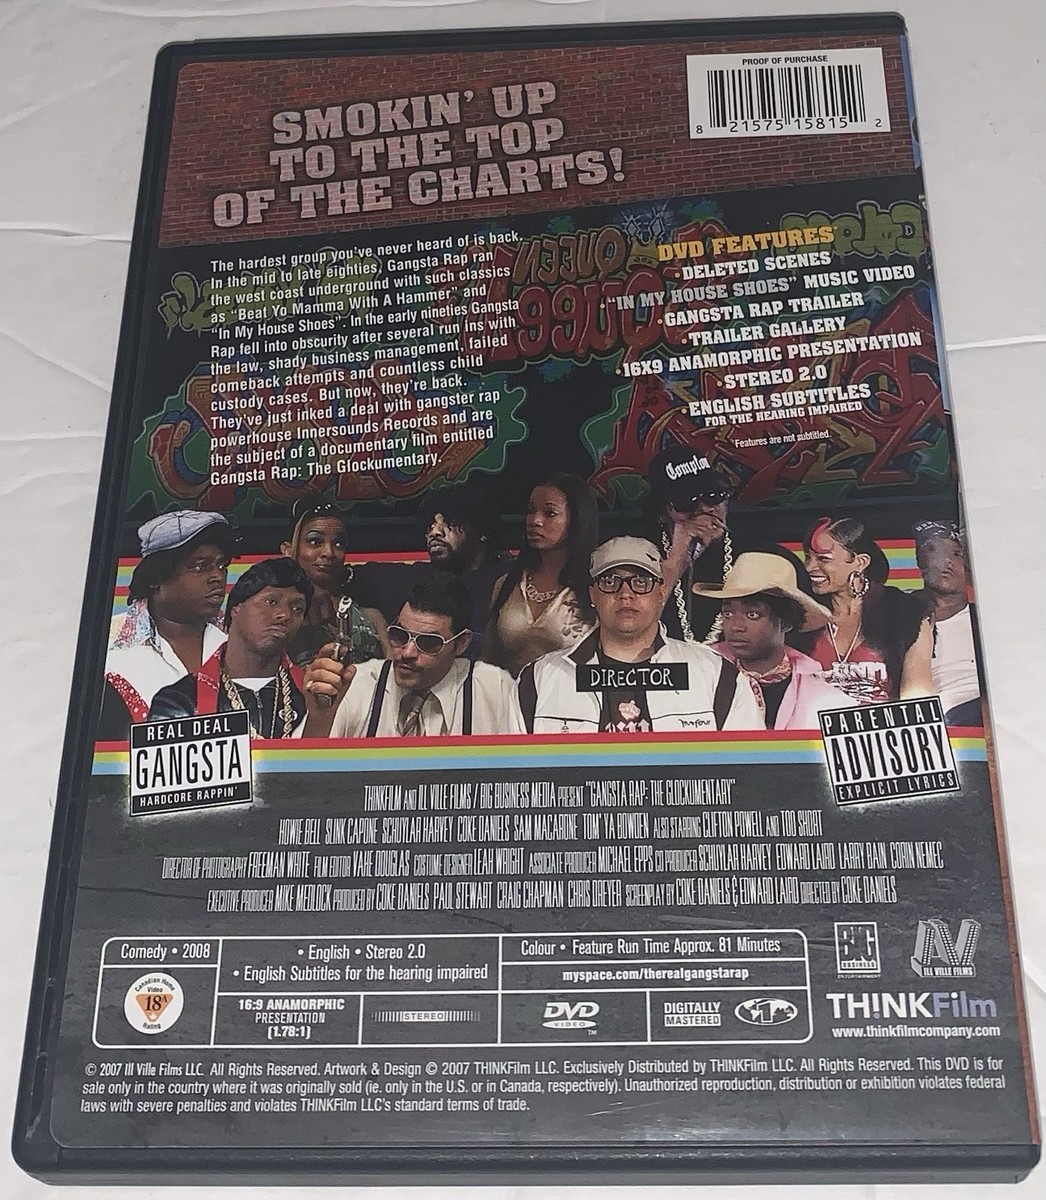 PROOF OF PURCHASE
8 21575 15815 2
SMOKIN' UP
TO THE TOP
OF THE CHARTS!
The hardest group you've never heard of is back.
In the mid to late eighties, Gangsta Rap ran
the west coast underground with such classics
as "Beat Yo Mamma With A Hammer" and
"In My House Shoes". In the early nineties Gangsta
Rap fell into obscurity after several run ins with
the law, shady business management, failed
comeback attempts and countless child
custody cases. But now, they're back.
They've just inked a deal with gangster rap
powerhouse Innersounds Records and are
the subject of a documentary film entitled
Gangsta Rap: The Glockumentary.
DVD FEATURES
•DELETED SCENES
•"IN MY HOUSE SHOES" MUSIC VIDEO
•GANGSTA RAP TRAILER
•TRAILER GALLERY
•16X9 ANAMORPHIC PRESENTATION
•STEREO 2.0
•ENGLISH SUBTITLES
FOR THE HEARING IMPAIRED
*Features are not subtitled.
Compton
DIRECTOR
REAL DEAL
GANGSTA
HARDCORE RAPPIN'
PARENTAL
ADVISORY
EXPLICIT LYRICS
THINKFILM AND ILL VILLE FILMS / BIG BUSINESS MEDIA PRESENT "GANGSTA RAP: THE GLOCKUMENTARY"
HOWIE BELL SLINK CAPONE SCHUYLAR HARVEY COKE DANIELS SAM MACARONE TOM' YA BOWDEN ALSO STARRING CLIFTON POWELL AND TOO SHORT
DIRECTOR OF PHOTOGRAPHY FREEMAN WHITE FILM EDITOR VAHE DOUGLAS COSTUME DESIGNER LEAH WRIGHT ASSOCIATE PRODUCER MICHAEL EPPS CO PRODUCER SCHUYLAR HARVEY EDWARD LAIRD LARRY BAIN CORIN NEMEC
EXECUTIVE PRODUCER MIKE MEDLOCK PRODUCED BY COKE DANIELS PAUL STEWART CRAIG CHAPMAN CHRIS DREYER SCREENPLAY BY COKE DANIELS & EDWARD LAIRD DIRECTED BY COKE DANIELS
Comedy • 2008
• English • Stereo 2.0
• English Subtitles for the hearing impaired
Colour • Feature Run Time Approx. 81 Minutes
myspace.com/therealgangstarap
Canadian Home
Video
18A
Rating
16:9 ANAMORPHIC
PRESENTATION
(1.78:1)
STEREO
DVD
VIDEO
TM
DIGITALLY
MASTERED
1
BIG
BUSINESS
ENTERTAINMENT
ILL VILLE FILMS
TH!NKFilm
www.thinkfilmcompany.com
© 2007 Ill Ville Films LLC. All Rights Reserved. Artwork & Design © 2007 THINKFilm LLC. Exclusively Distributed by THINKFilm LLC. All Rights Reserved. This DVD is for
sale only in the country where it was originally sold (ie. only in the U.S. or in Canada, respectively). Unauthorized reproduction, distribution or exhibition violates federal
laws with severe penalties and violates THINKFilm LLC's standard terms of trade.